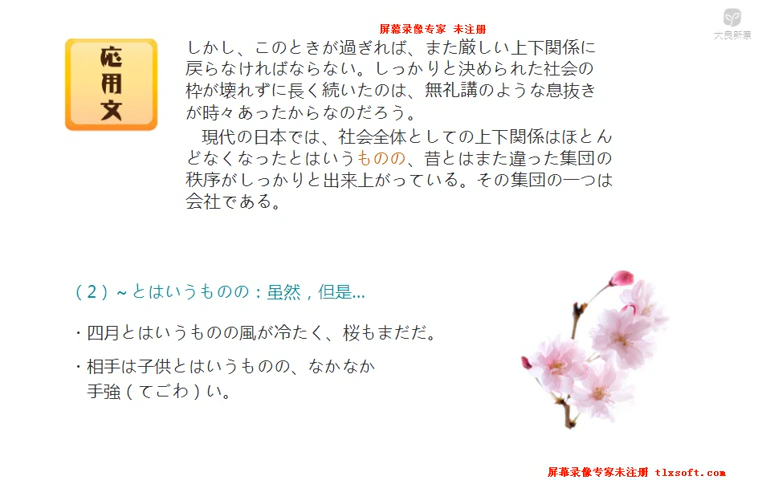 屏幕录像专家 未注册
大良新業
応
用
文
しかし、このときが過ぎれば、また厳しい上下関係に
戻らなければならない。しっかりと決められた社会の
枠が壊れずに長く続いたのは、無礼講のような息抜き
が時々あったからなのだろう。
現代の日本では、社会全体としての上下関係はほとん
どなくなったとはいうものの、昔とはまた違った集団の
秩序がしっかりと出来上がっている。その集団の一つは
会社である。
（2）~とはいうものの：虽然，但是...
・四月とはいうものの風が冷たく、桜もまだだ。
・相手は子供とはいうものの、なかなか
手強（てごわ）い。
屏幕录像专家未注册 tlxsoft.com